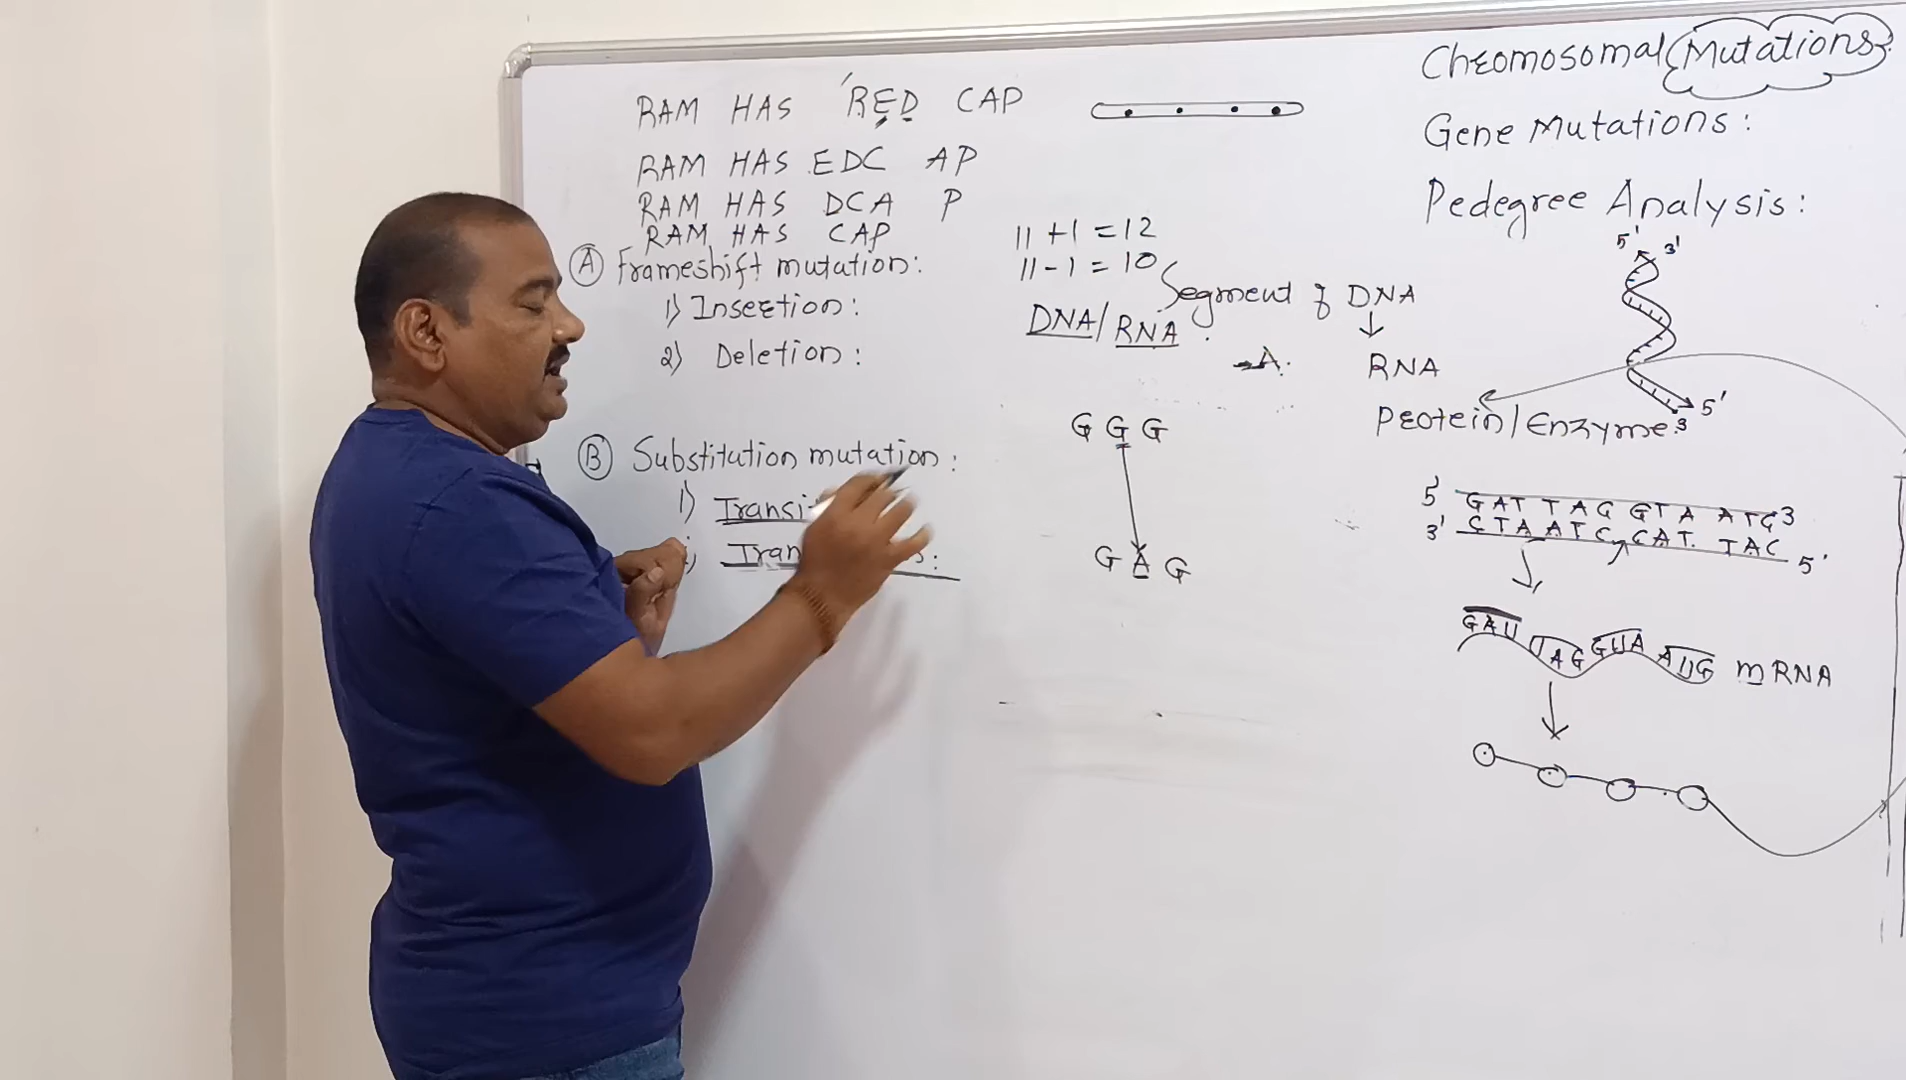 RAM HAS RED CAP
RAM HAS EDC AP
RAM HAS DCA P
RAM HAS CAP
A Frameshift mutation:
1) Insertion:
2) Deletion:
B Substitution mutation:
1) Transit
Tran s:
11 + 1 = 12
11 - 1 = 10
DNA/RNA.
A.
G G G
G A G
Chromosomal Mutations
Gene Mutations:
Pedegree Analysis:
5' 3'
Segment of DNA
RNA
Protein/Enzyme
3 5'
5' GAT TAG GTA ATG 3
3' CTA ATC CAT TAC 5'
GAU UAG GUA AUG mRNA